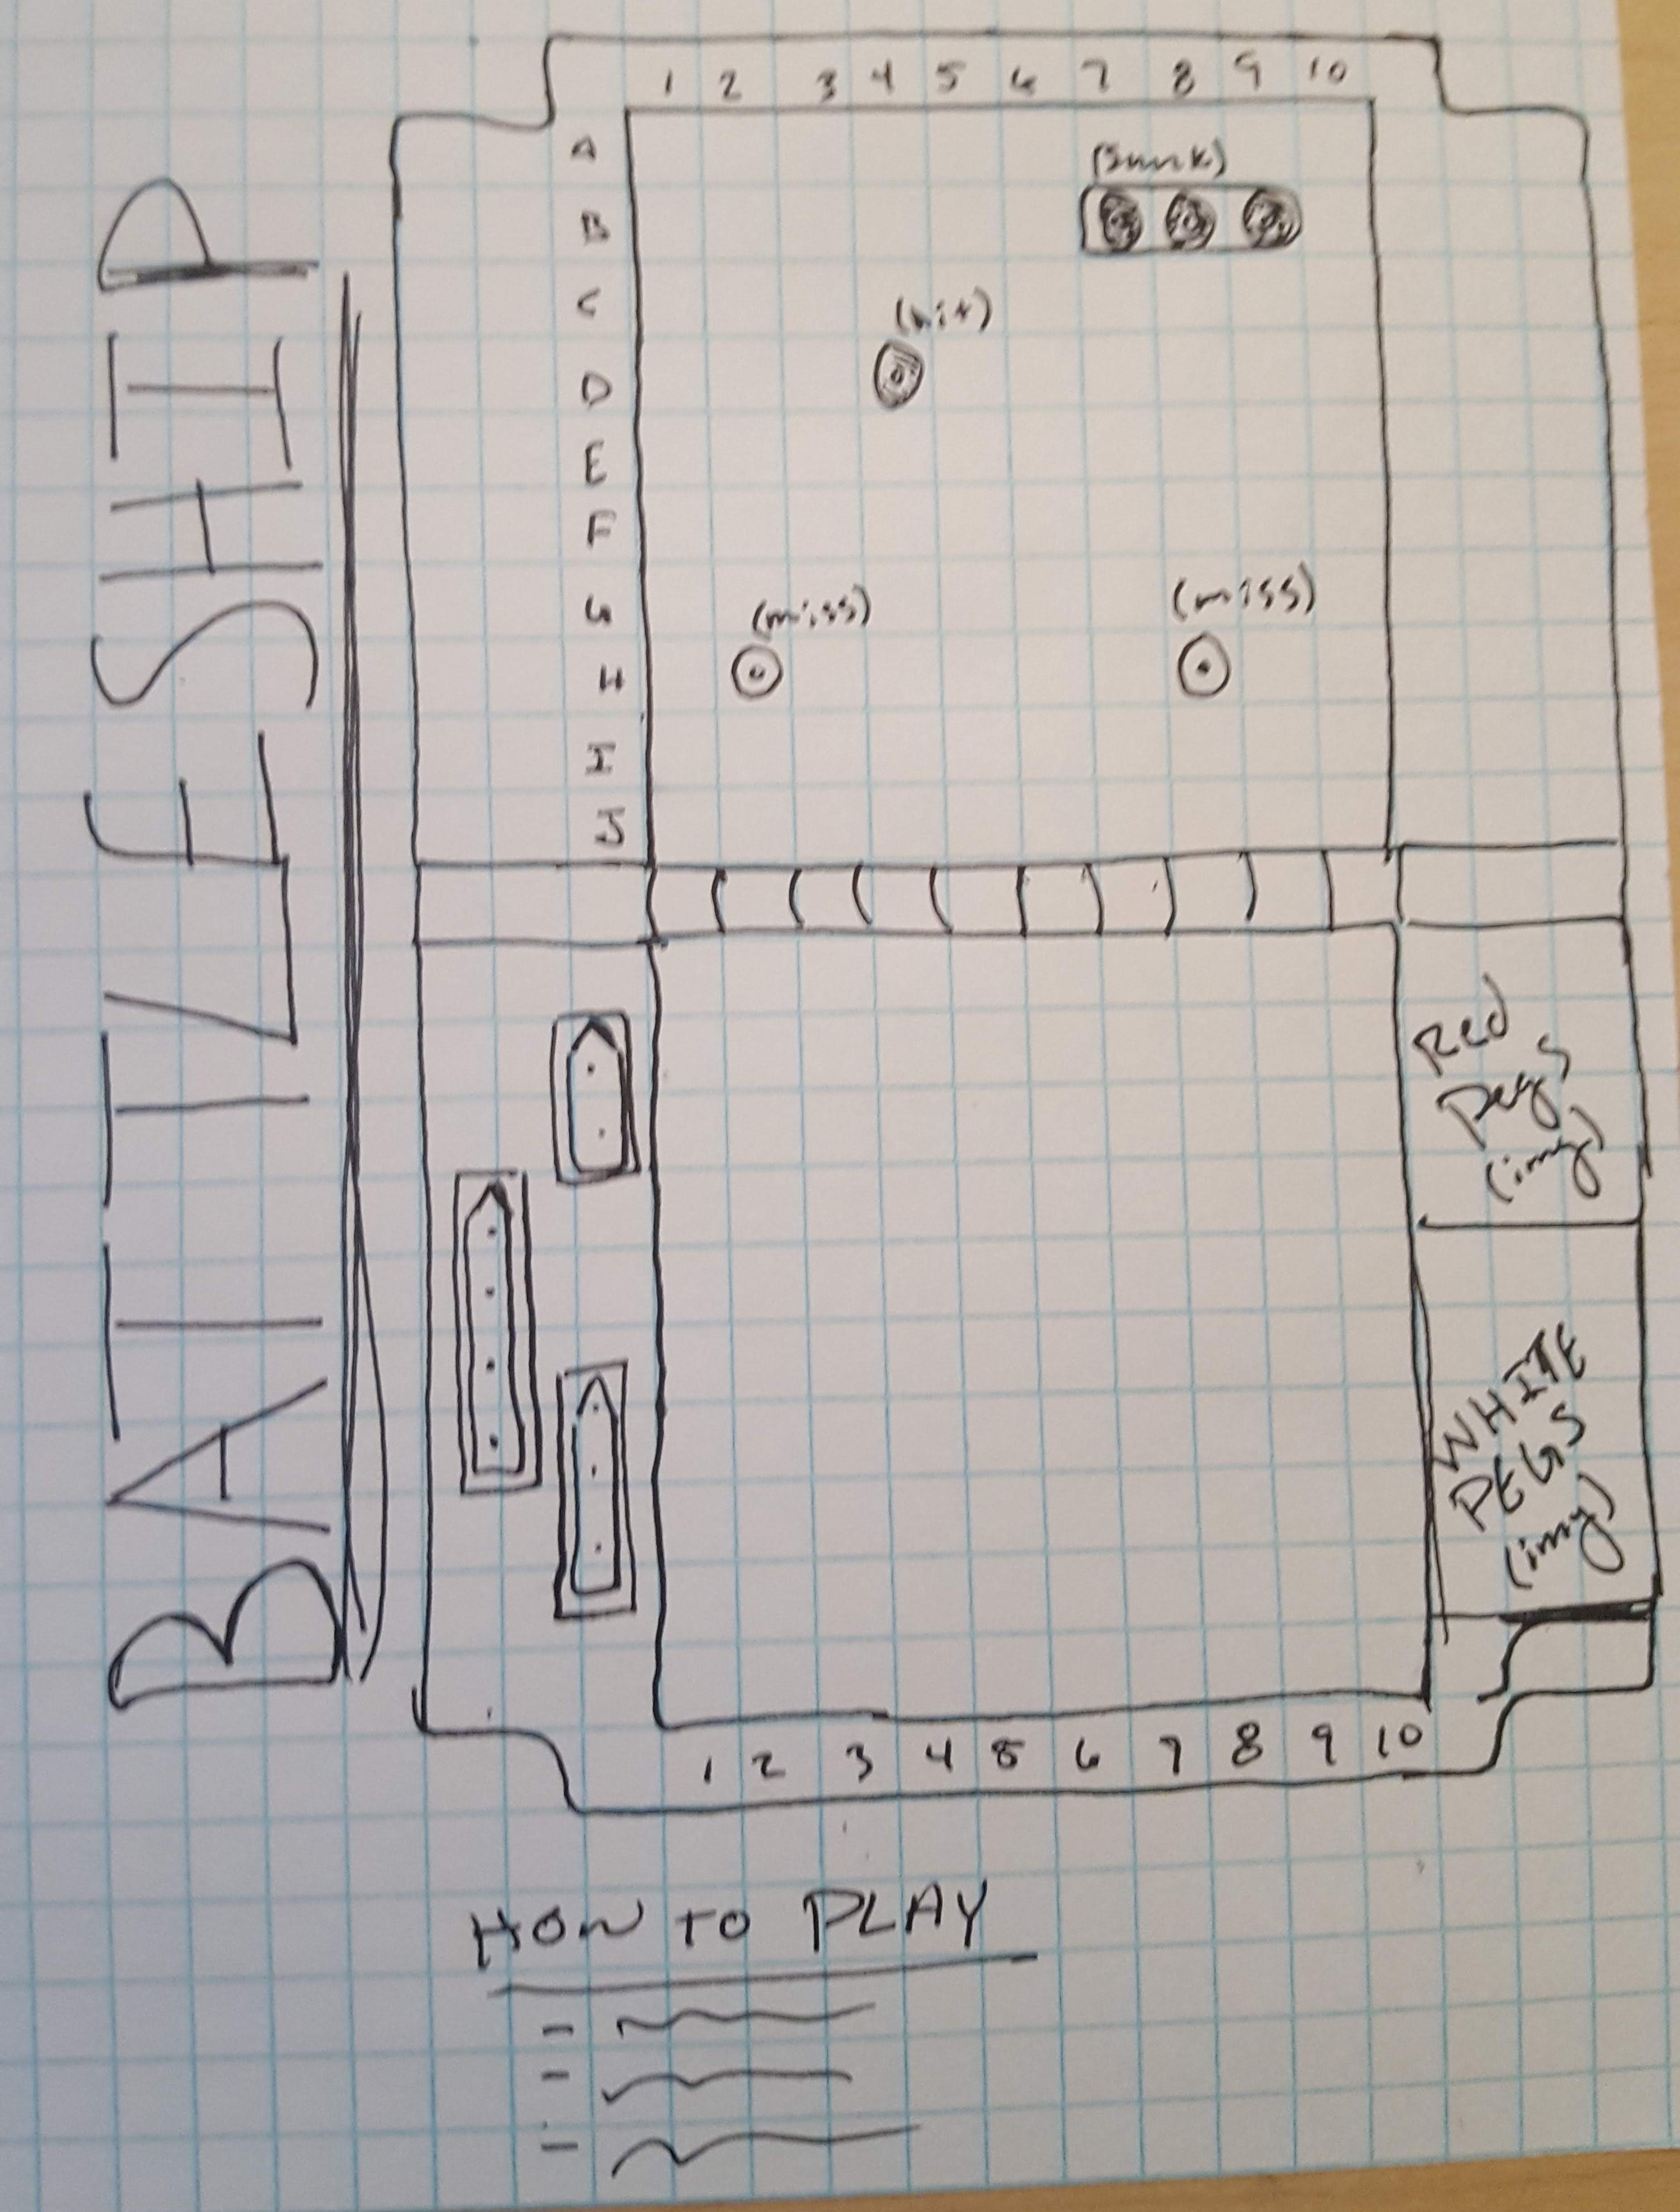 BATTLESHIP
1 2 3 4 5 6 7 8 9 10
A
(Sunk)
B
C
(hit)
D
E
F
G
(miss) (miss)
H
I
J
Red
Pegs
(img)
WHITE
PEGS
(img)
1 2 3 4 5 6 7 8 9 10
HOW TO PLAY